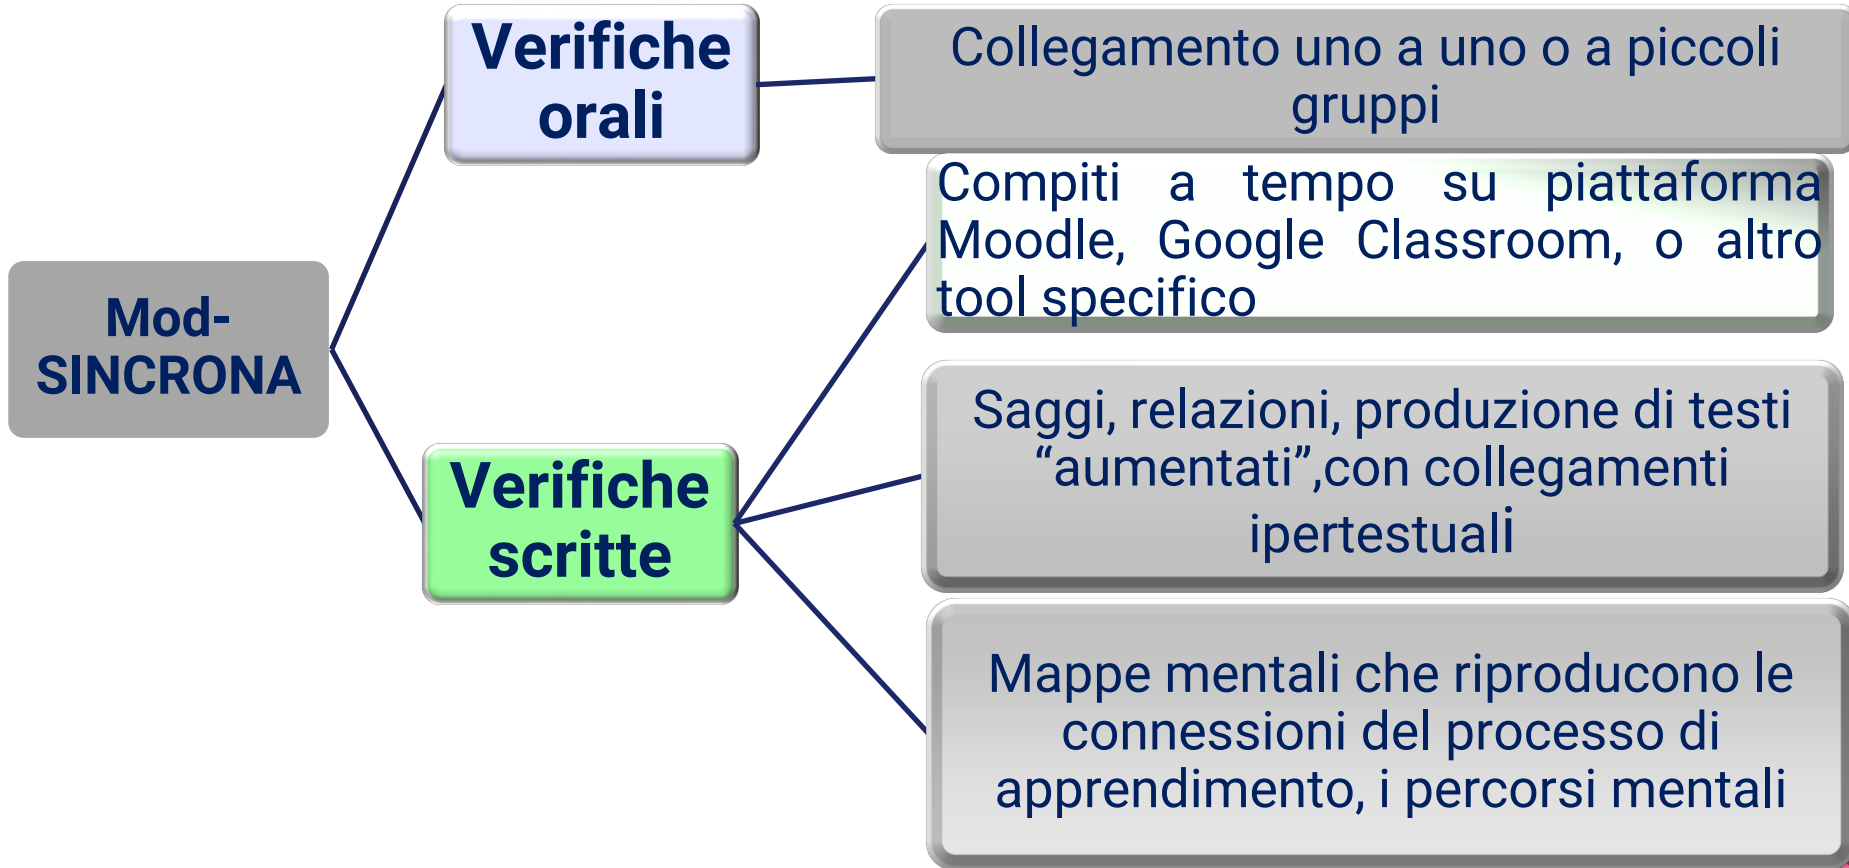 Verifiche
orali
Collegamento uno a uno o a piccoli
gruppi
Compiti a tempo su piattaforma
Moodle, Google Classroom, o altro
tool specifico
Mod-
SINCRONA
Saggi, relazioni, produzione di testi
“aumentati”,con collegamenti
ipertestuali
Verifiche
scritte
Mappe mentali che riproducono le
connessioni del processo di
apprendimento, i percorsi mentali